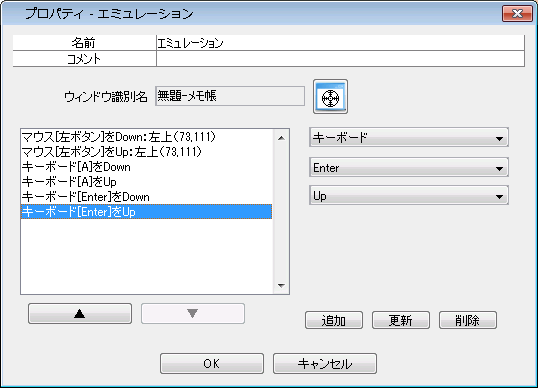 プロパティ - エミュレーション
名前 エミュレーション
コメント
ウィンドウ識別名 無題-メモ帳
マウス[左ボタン]をDown:左上(73,111)
マウス[左ボタン]をUp:左上(73,111)
キーボード[A]をDown
キーボード[A]をUp
キーボード[Enter]をDown
キーボード[Enter]をUp
キーボード
Enter
Up
▲ ▼
追加 更新 削除
OK キャンセル